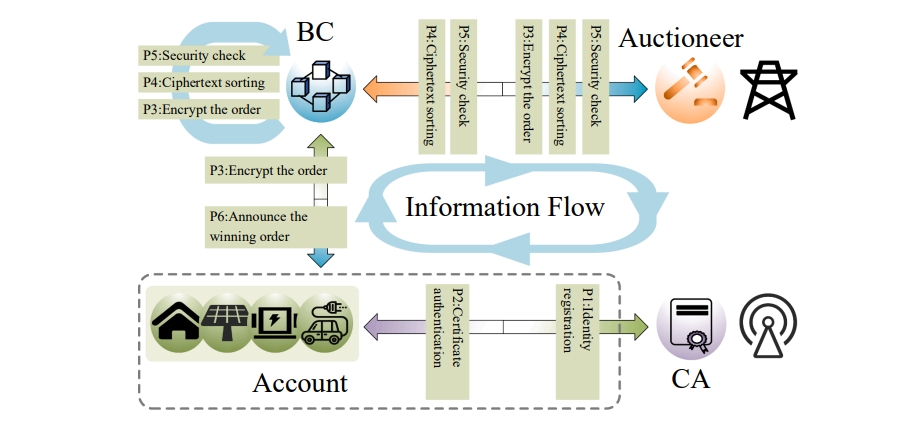 BC
P5:Security check
P4:Ciphertext sorting
P3:Encrypt the order
P4:Ciphertext sorting
P5:Security check
P3:Encrypt the order
P4:Ciphertext sorting
P5:Security check
Auctioneer
P3:Encrypt the order
P6:Announce the
winning order
Information Flow
Account
P2:Certificate
authentication
P1:Identity
registration
CA